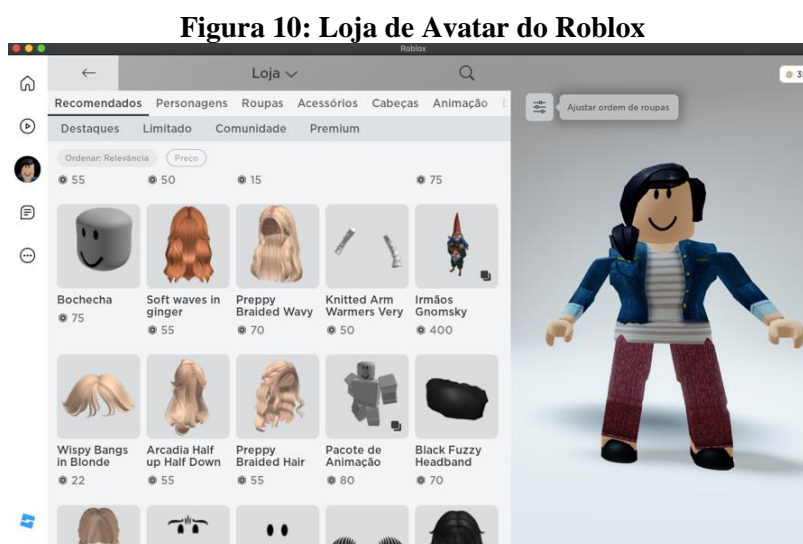 Figura 10: Loja de Avatar do Roblox
Roblox
Loja
Recomendados Personagens Roupas Acessórios Cabeças Animação
Destaques Limitado Comunidade Premium
Ordenar: Relevância Preço
55 50 15 75
Ajustar ordem de roupas
Bochecha
75
Soft waves in
ginger
55
Preppy
Braided Wavy
70
Knitted Arm
Warmers Very
50
Irmãos
Gnomsky
400
Wispy Bangs
in Blonde
22
Arcadia Half
up Half Down
55
Preppy
Braided Hair
55
Pacote de
Animação
80
Black Fuzzy
Headband
70